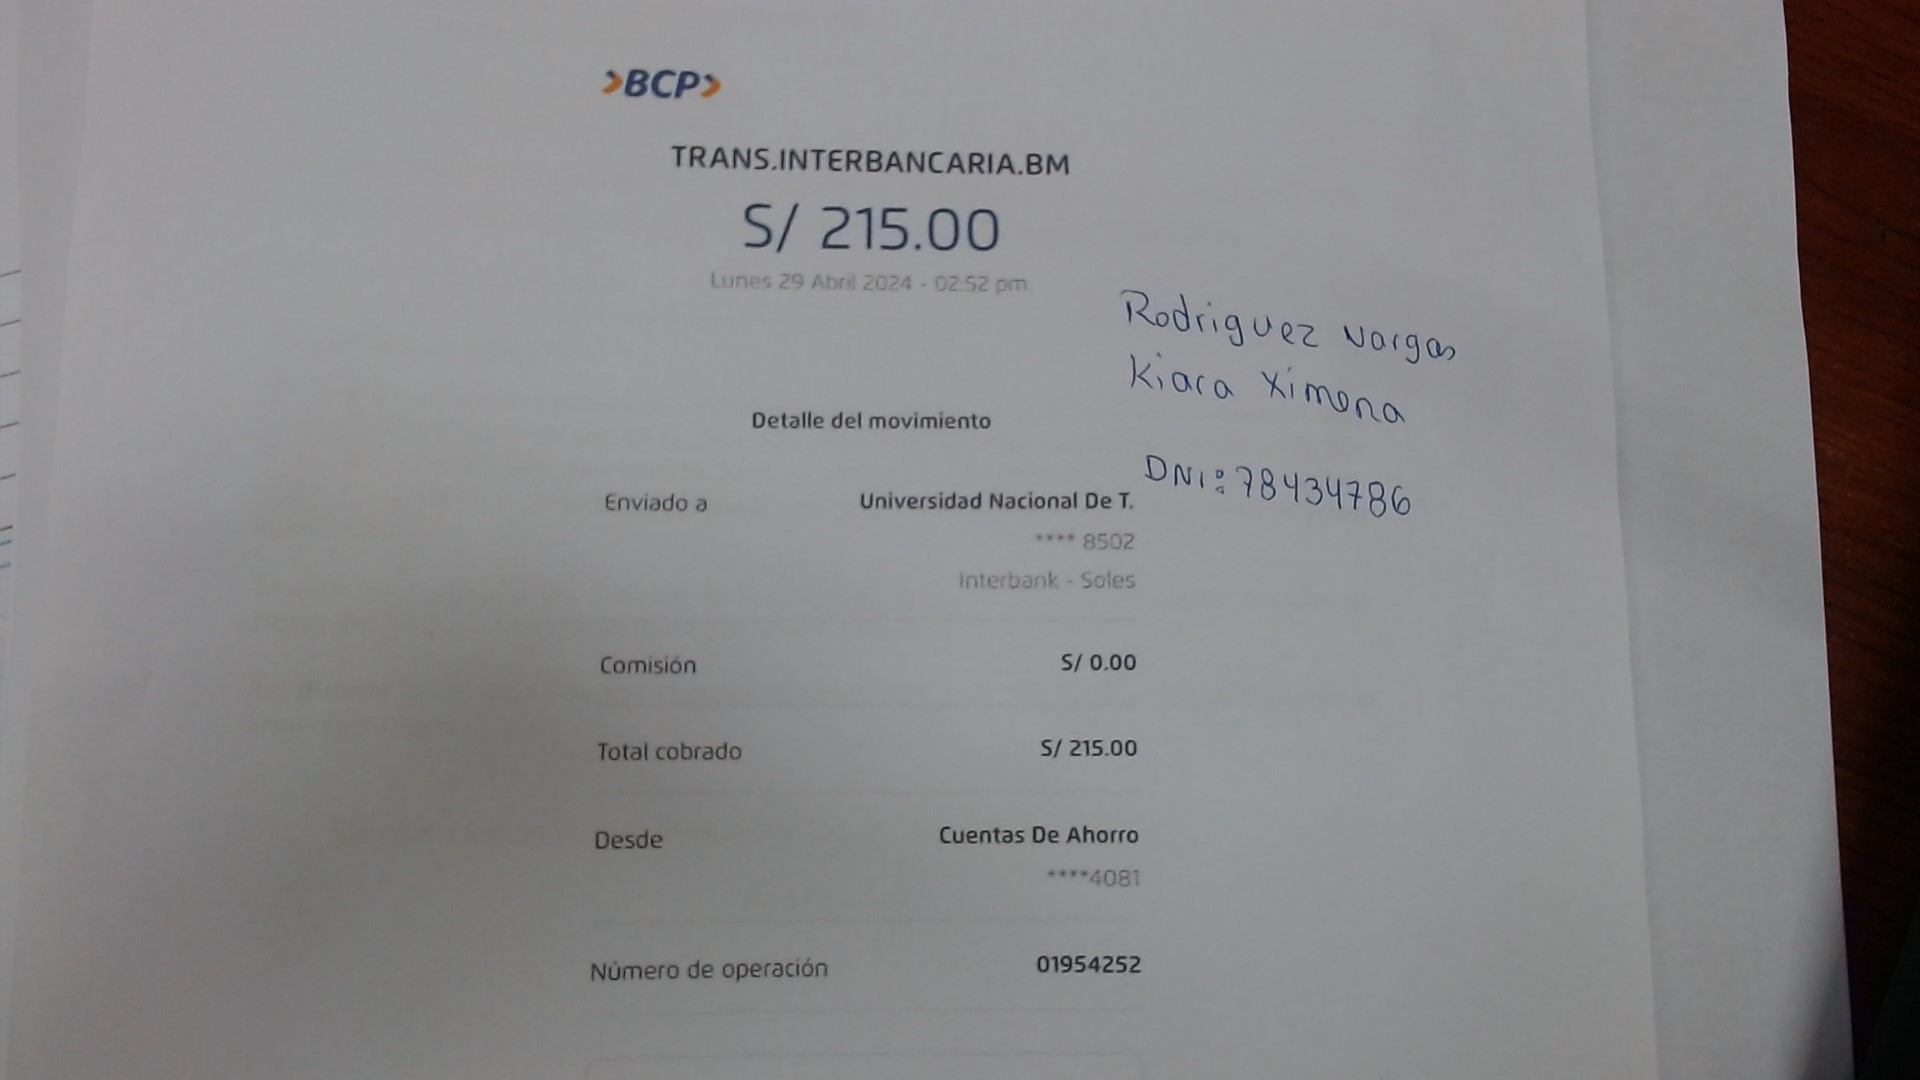 BCP
TRANS.INTERBANCARIA.BM
S/ 215.00
Lunes 29 Abril 2024 - 02:52 pm
Rodriguez Vargas
Kiara Ximena
DNI: 78434786
Detalle del movimiento
Enviado a Universidad Nacional De T.
**** 8502
Interbank - Soles
Comisión S/ 0.00
Total cobrado S/ 215.00
Desde Cuentas De Ahorro
****4081
Número de operación 01954252